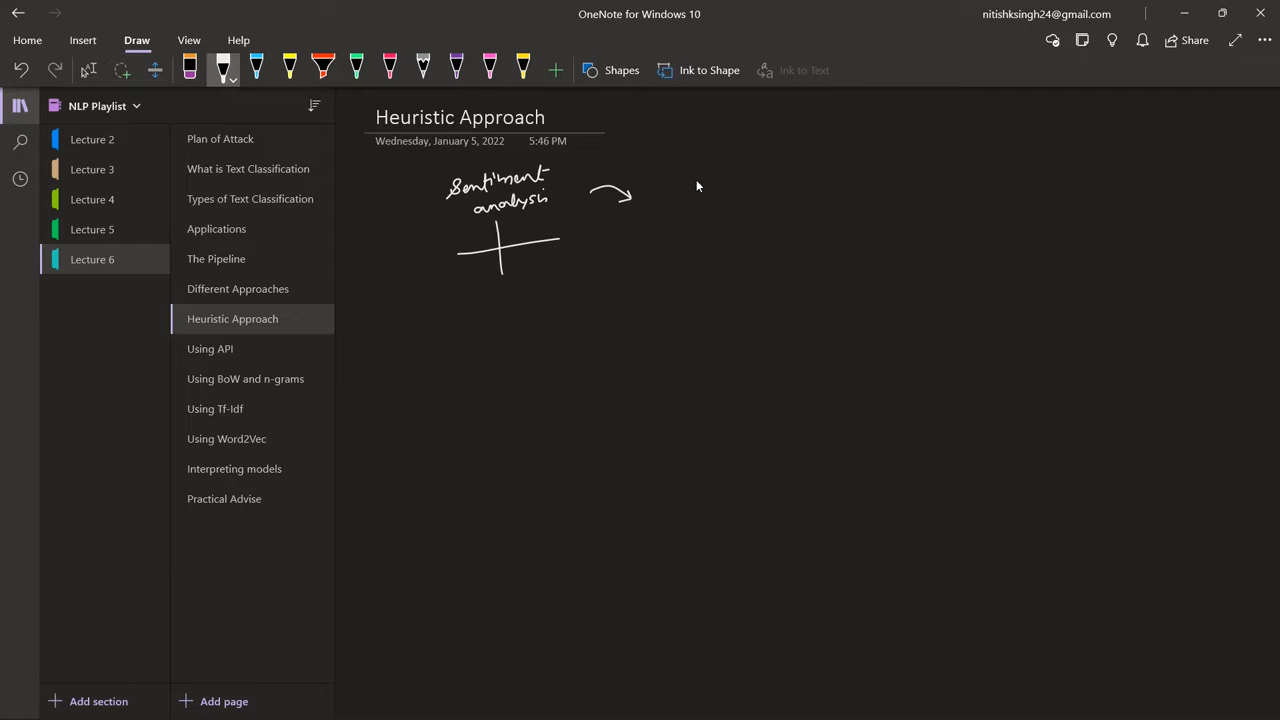 OneNote for Windows 10
nitishksingh24@gmail.com
Home Insert Draw View Help
Share
Shapes Ink to Shape Ink to Text
NLP Playlist
Lecture 2
Lecture 3
Lecture 4
Lecture 5
Lecture 6
Add section
Plan of Attack
What is Text Classification
Types of Text Classification
Applications
The Pipeline
Different Approaches
Heuristic Approach
Using API
Using BoW and n-grams
Using Tf-Idf
Using Word2Vec
Interpreting models
Practical Advise
Add page
Heuristic Approach
Wednesday, January 5, 2022 5:46 PM
Sentiment
analysis